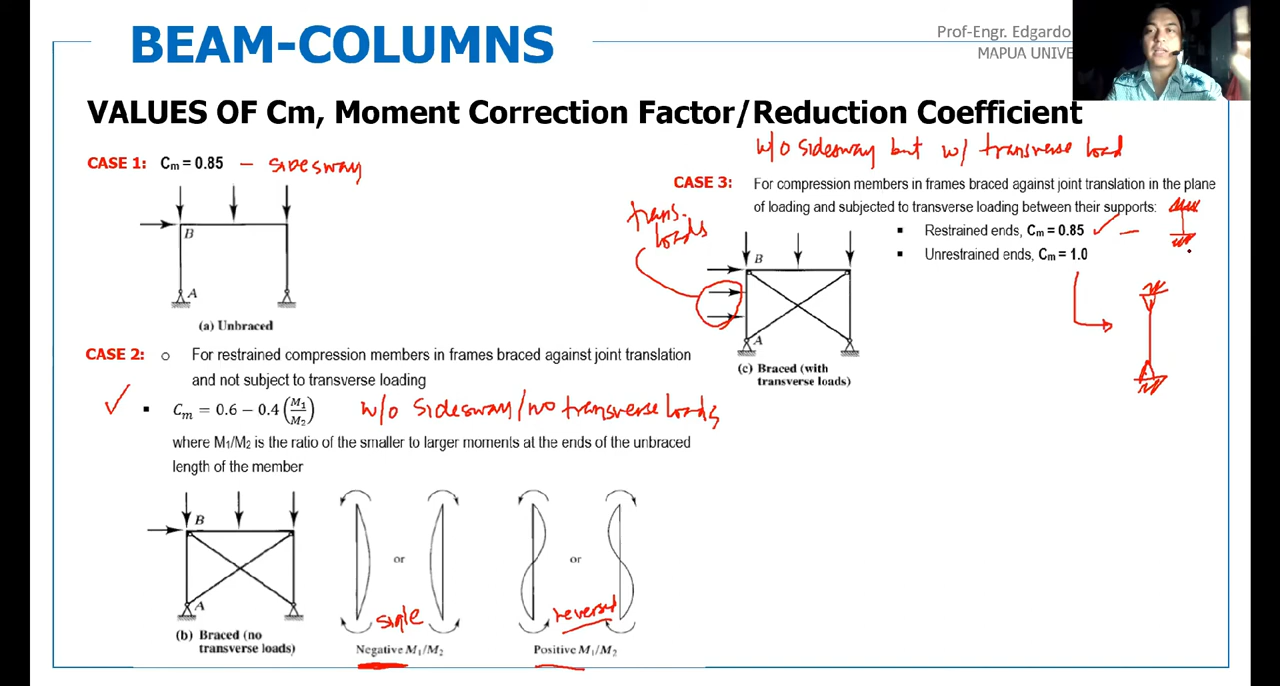 BEAM-COLUMNS
Prof-Engr. Edgardo
MAPUA UNIVE
VALUES OF Cm, Moment Correction Factor/Reduction Coefficient
CASE 1: Cm = 0.85 - sidesway
B
A
(a) Unbraced
CASE 2: o For restrained compression members in frames braced against joint translation
and not subject to transverse loading
✓ ▪ Cm = 0.6 − 0.4 (M1/M2) w/o sidesway/no transverse loads
where M1/M2 is the ratio of the smaller to larger moments at the ends of the unbraced
length of the member
B
A
(b) Braced (no
transverse loads)
or
single
Negative M1/M2
or
reversed
Positive M1/M2
w/o sidesway but w/ transverse load
CASE 3: For compression members in frames braced against joint translation in the plane
of loading and subjected to transverse loading between their supports:
▪ Restrained ends, Cm = 0.85 ✓ -
▪ Unrestrained ends, Cm = 1.0
trans.
loads
B
A
(c) Braced (with
transverse loads)